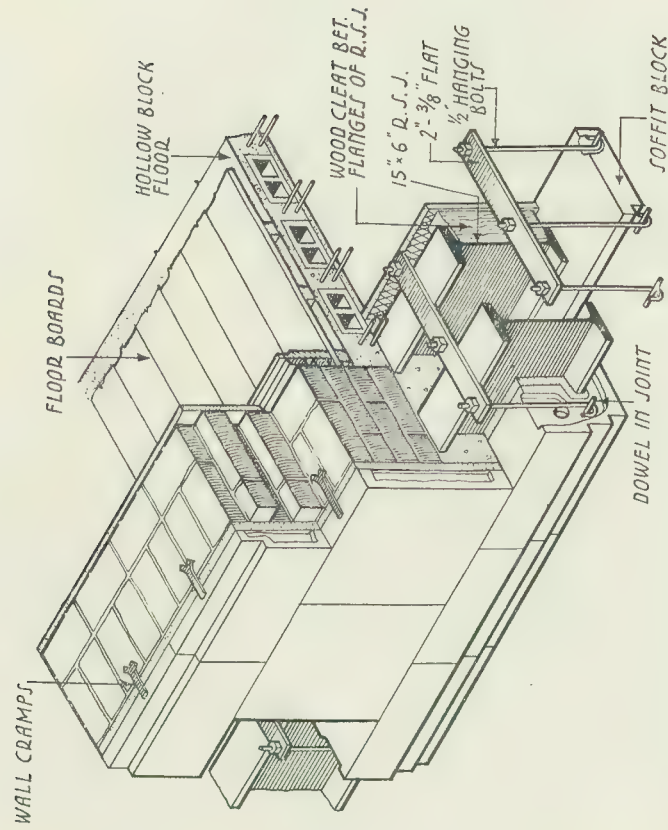 WALL CRAMPS
FLOOR BOARDS
HOLLOW BLOCK
FLOOR
WOOD CLEAT BET.
FLANGES OF R.S.J.
15" × 6" R.S.J.
2" - 3/8" FLAT
1/2" HANGING
BOLTS
SOFFIT BLOCK
DOWEL IN JOINT